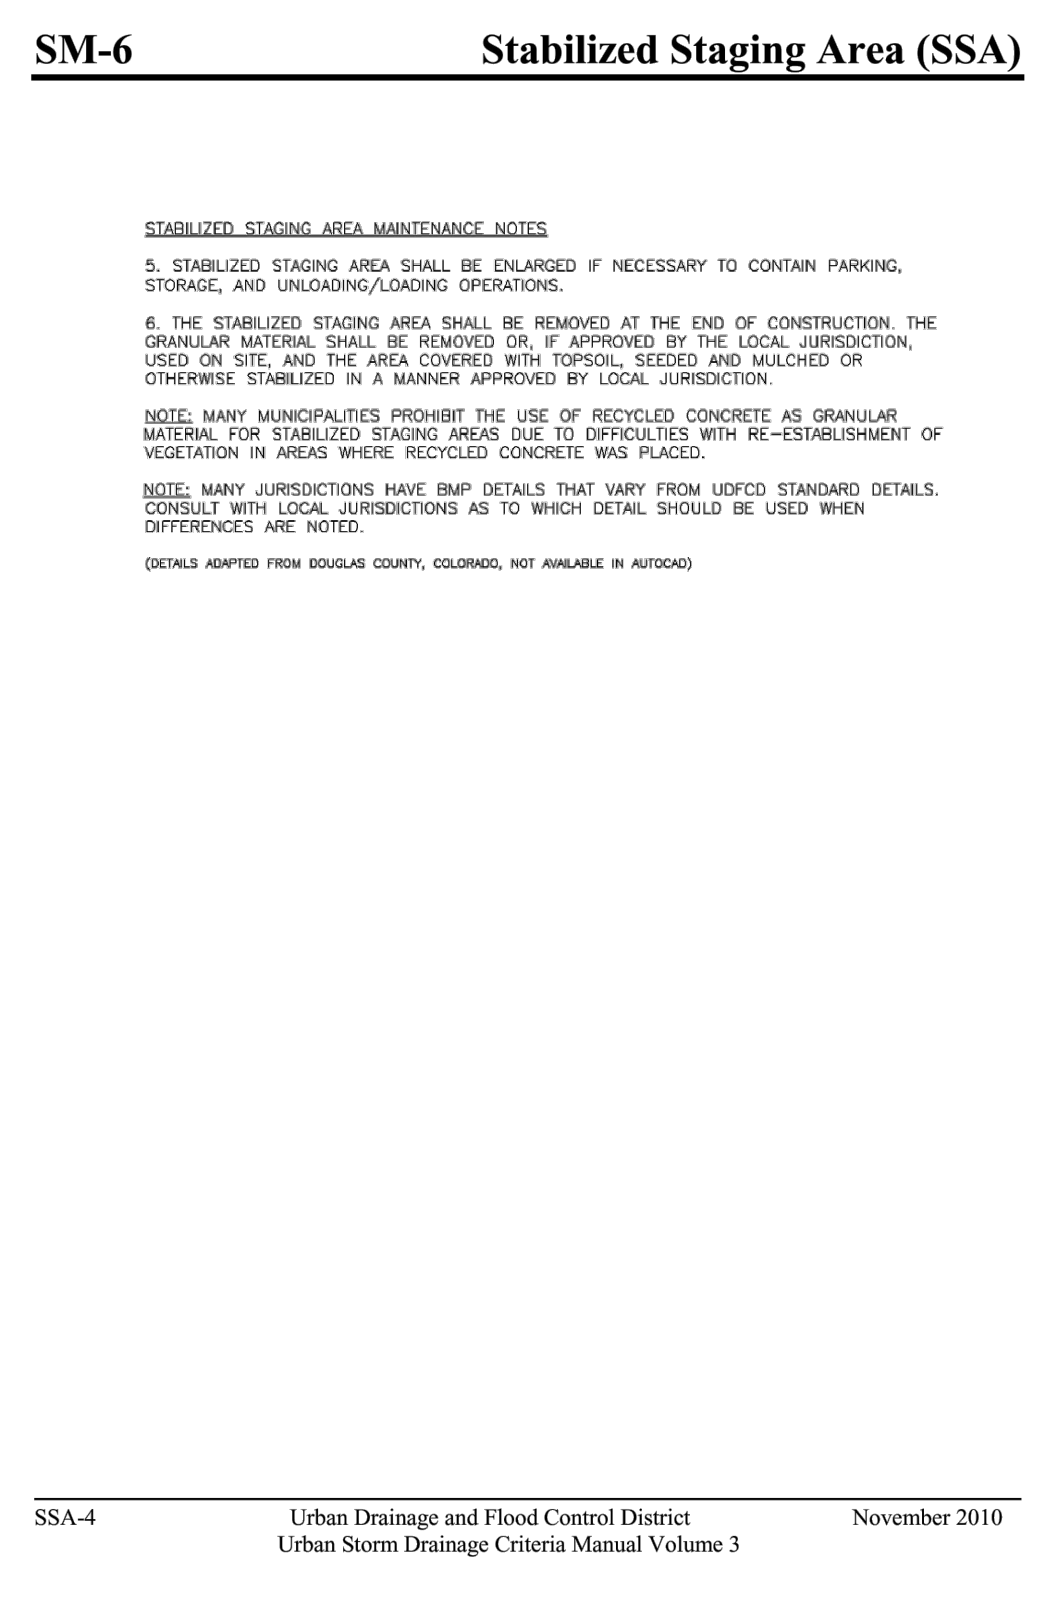 SM-6 Stabilized Staging Area (SSA)
STABILIZED STAGING AREA MAINTENANCE NOTES
5. STABILIZED STAGING AREA SHALL BE ENLARGED IF NECESSARY TO CONTAIN PARKING,
STORAGE, AND UNLOADING/LOADING OPERATIONS.
6. THE STABILIZED STAGING AREA SHALL BE REMOVED AT THE END OF CONSTRUCTION. THE
GRANULAR MATERIAL SHALL BE REMOVED OR, IF APPROVED BY THE LOCAL JURISDICTION,
USED ON SITE, AND THE AREA COVERED WITH TOPSOIL, SEEDED AND MULCHED OR
OTHERWISE STABILIZED IN A MANNER APPROVED BY LOCAL JURISDICTION.
NOTE: MANY MUNICIPALITIES PROHIBIT THE USE OF RECYCLED CONCRETE AS GRANULAR
MATERIAL FOR STABILIZED STAGING AREAS DUE TO DIFFICULTIES WITH RE-ESTABLISHMENT OF
VEGETATION IN AREAS WHERE RECYCLED CONCRETE WAS PLACED.
NOTE: MANY JURISDICTIONS HAVE BMP DETAILS THAT VARY FROM UDFCD STANDARD DETAILS.
CONSULT WITH LOCAL JURISDICTIONS AS TO WHICH DETAIL SHOULD BE USED WHEN
DIFFERENCES ARE NOTED.
(DETAILS ADAPTED FROM DOUGLAS COUNTY, COLORADO, NOT AVAILABLE IN AUTOCAD)
SSA-4 Urban Drainage and Flood Control District November 2010
Urban Storm Drainage Criteria Manual Volume 3